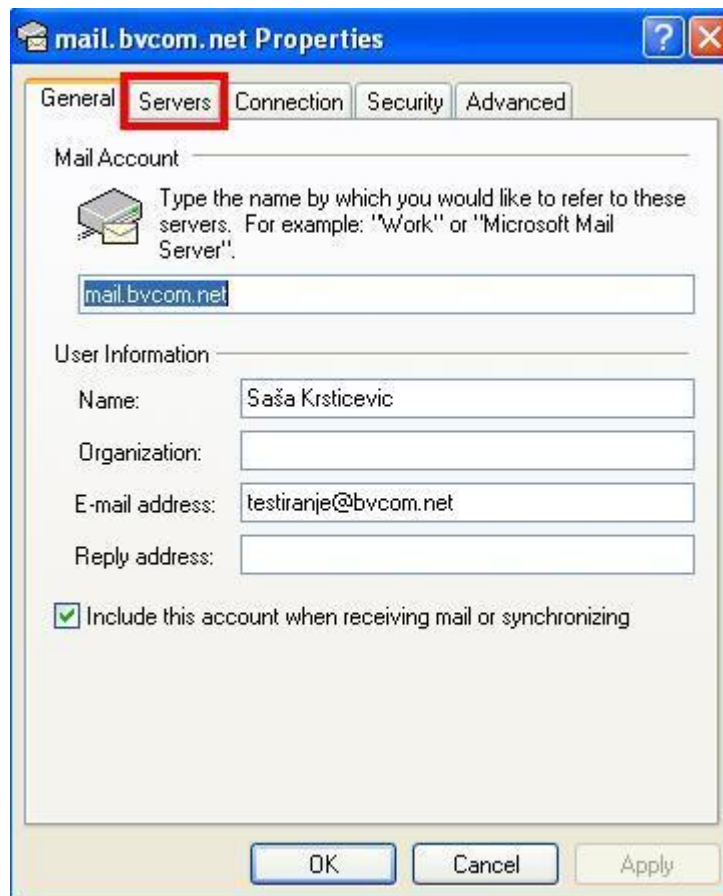 mail.bvcom.net Properties
General Servers Connection Security Advanced
Mail Account
Type the name by which you would like to refer to these
servers. For example: "Work" or "Microsoft Mail
Server".
mail.bvcom.net
User Information
Name: Saša Krsticevic
Organization:
E-mail address: testiranje@bvcom.net
Reply address:
Include this account when receiving mail or synchronizing
OK Cancel Apply